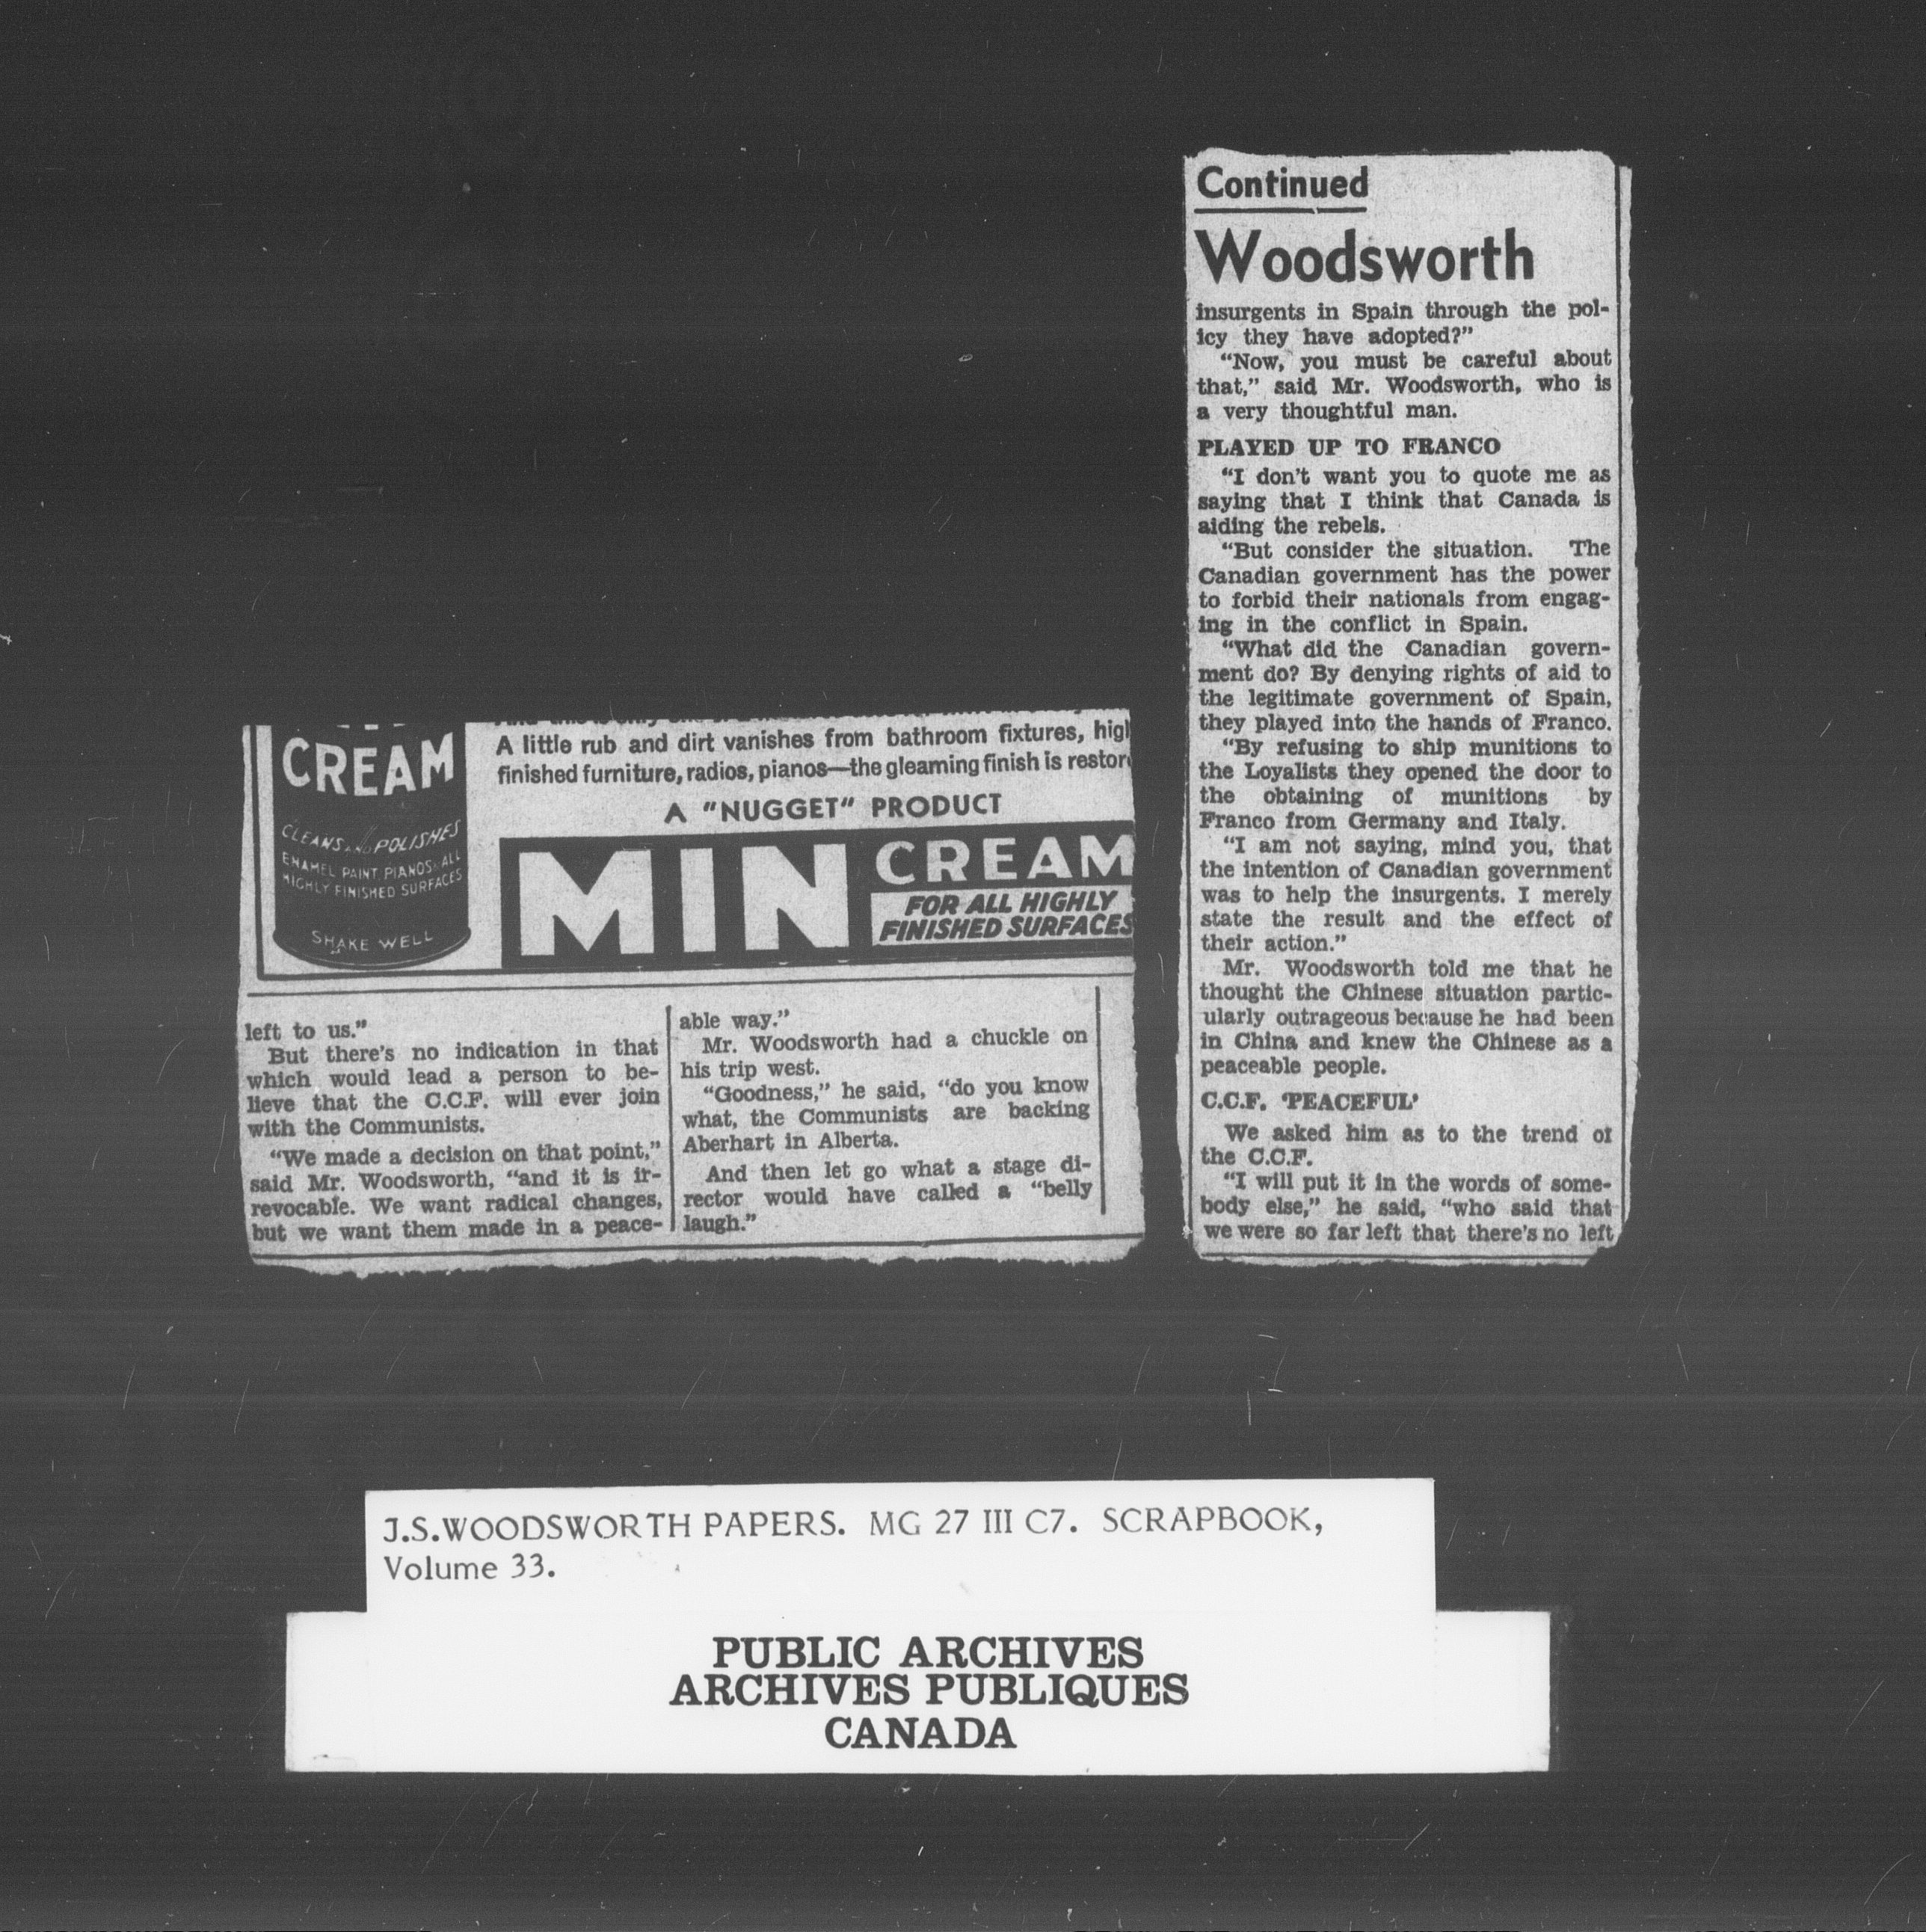 Continued
Woodsworth
insurgents in Spain through the pol-
icy they have adopted?"
"Now, you must be careful about
that," said Mr. Woodsworth, who is
a very thoughtful man.
PLAYED UP TO FRANCO
"I don't want you to quote me as
saying that I think that Canada is
aiding the rebels.
"But consider the situation. The
Canadian government has the power
to forbid their nationals from engag-
ing in the conflict in Spain.
"What did the Canadian govern-
ment do? By denying rights of aid to
the legitimate government of Spain,
they played into the hands of Franco.
"By refusing to ship munitions to
the Loyalists they opened the door to
the obtaining of munitions by
Franco from Germany and Italy.
"I am not saying, mind you, that
the intention of Canadian government
was to help the insurgents. I merely
state the result and the effect of
their action."
Mr. Woodsworth told me that he
thought the Chinese situation partic-
ularly outrageous because he had been
in China and knew the Chinese as a
peaceable people.
C.C.F. 'PEACEFUL'
We asked him as to the trend of
the C.C.F.
"I will put it in the words of some-
body else," he said, "who said that
we were so far left that there's no left
CREAM
CLEANS AND POLISHES
ENAMEL PAINT, PIANOS & ALL
HIGHLY FINISHED SURFACES
SHAKE WELL
A little rub and dirt vanishes from bathroom fixtures, higl
finished furniture, radios, pianos—the gleaming finish is restor
A "NUGGET" PRODUCT
MIN CREAM
FOR ALL HIGHLY
FINISHED SURFACES
left to us."
But there's no indication in that
which would lead a person to be-
lieve that the C.C.F. will ever join
with the Communists.
"We made a decision on that point,"
said Mr. Woodsworth, "and it is ir-
revocable. We want radical changes,
but we want them made in a peace-
able way."
Mr. Woodsworth had a chuckle on
his trip west.
"Goodness," he said, "do you know
what, the Communists are backing
Aberhart in Alberta.
And then let go what a stage di-
rector would have called a "belly
laugh."
J.S.WOODSWORTH PAPERS. MG 27 III C7. SCRAPBOOK,
Volume 33.
PUBLIC ARCHIVES
ARCHIVES PUBLIQUES
CANADA